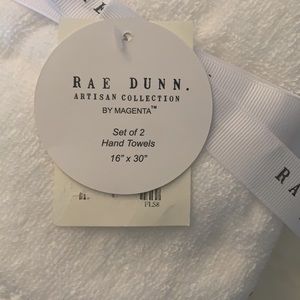 RAE DUNN.
ARTISAN COLLECTION
BY MAGENTA™
Set of 2
Hand Towels
16" x 30"